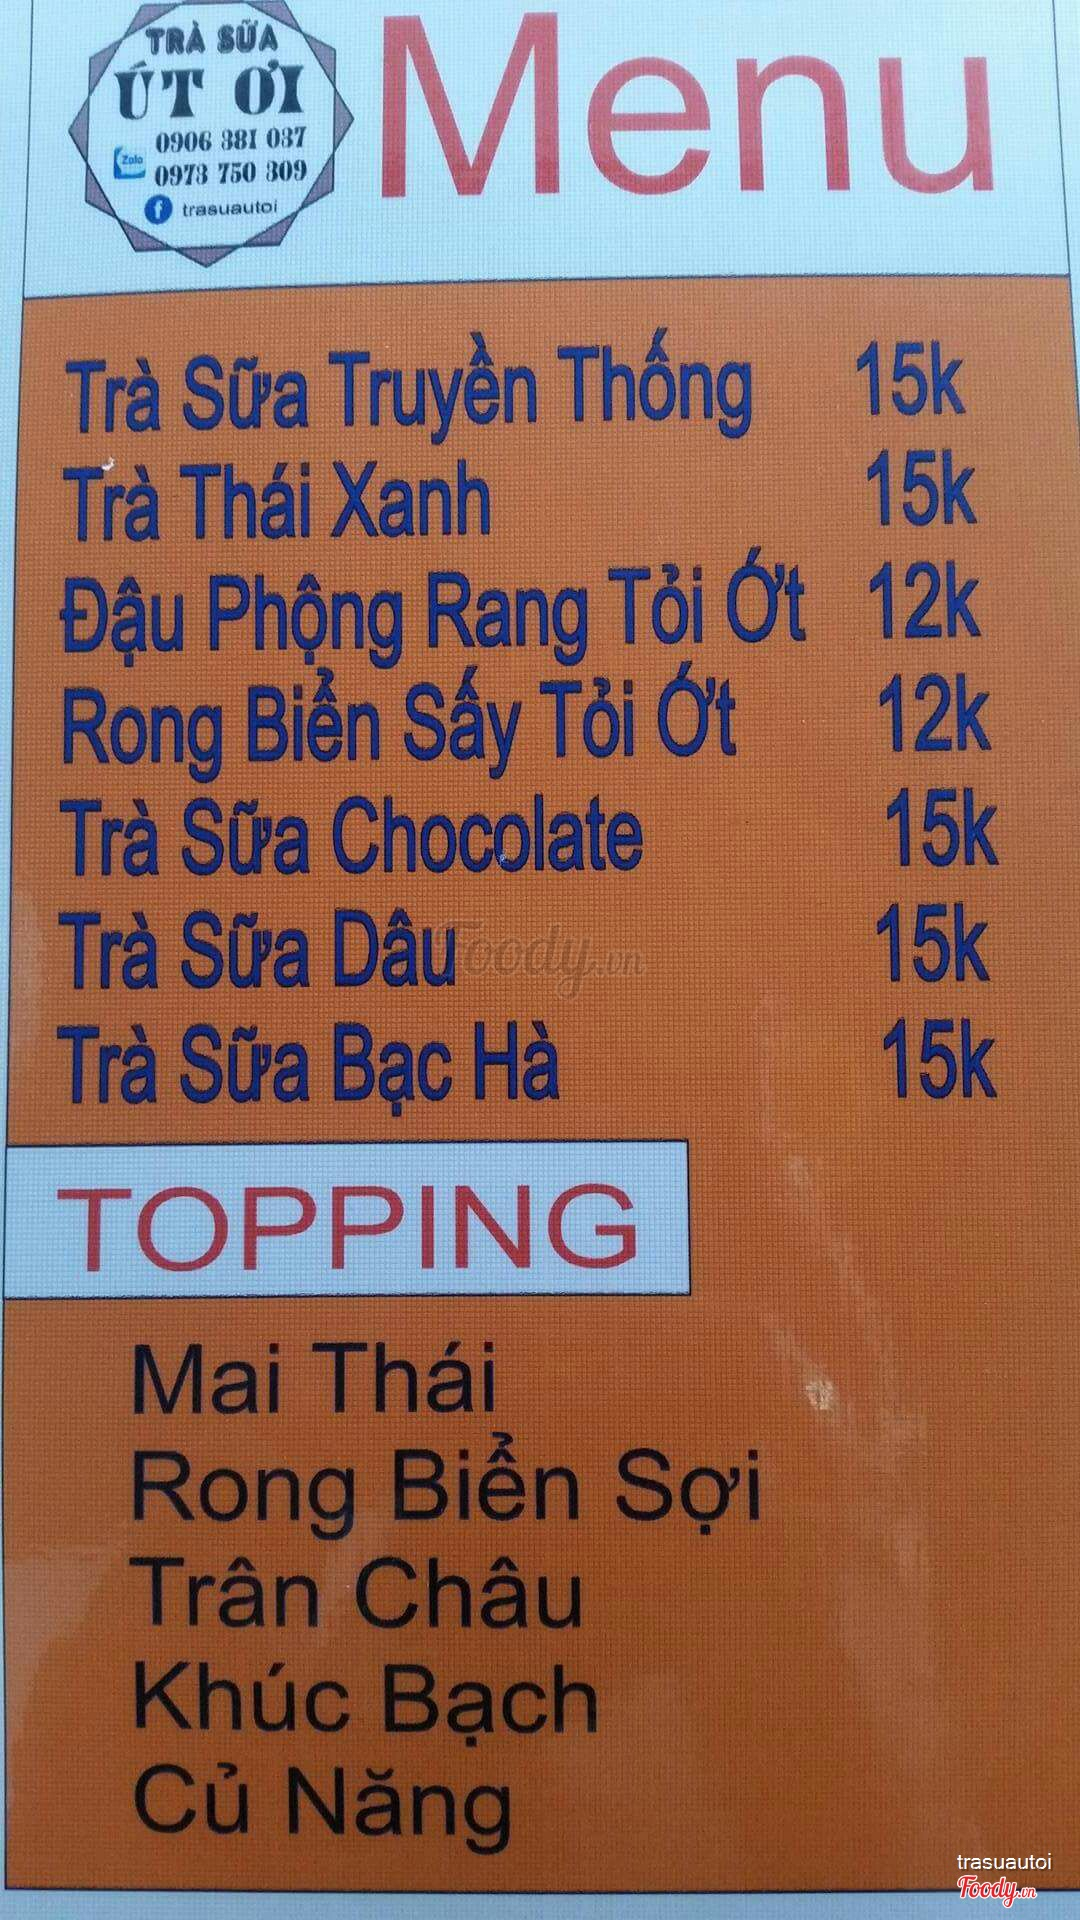 TRÀ SỮA
ÚT ƠI
Zalo
0906 381 037
0973 750 309
f trasuautoi
Menu
Trà Sữa Truyền Thống 15k
Trà Thái Xanh 15k
Đậu Phộng Rang Tỏi Ớt 12k
Rong Biển Sấy Tỏi Ớt 12k
Trà Sữa Chocolate 15k
Trà Sữa Dâu 15k
Foody.vn
Trà Sữa Bạc Hà 15k
TOPPING
Mai Thái
Rong Biển Sợi
Trân Châu
Khúc Bạch
Củ Năng
trasuautoi
Foody.vn